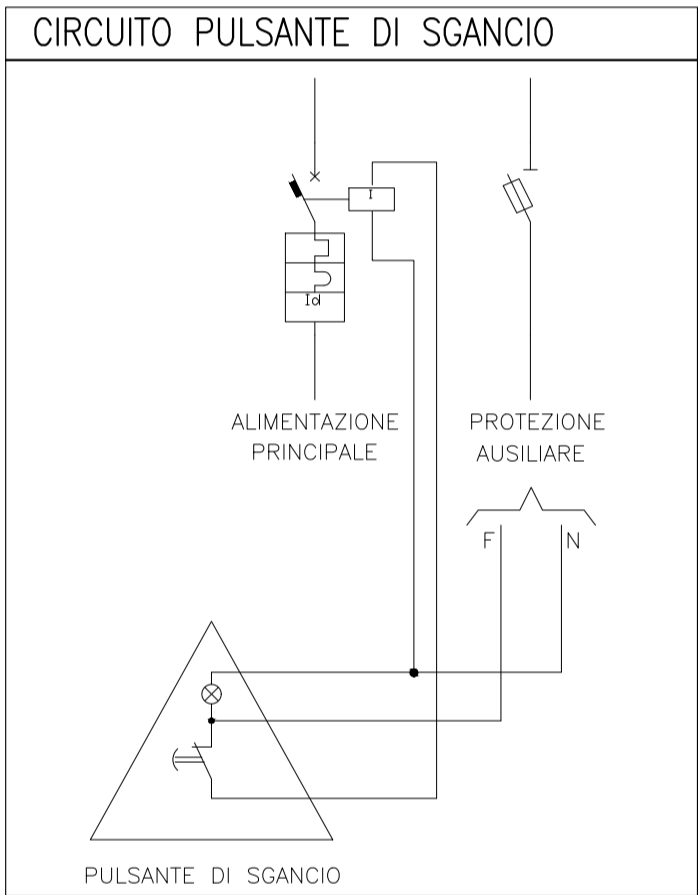 CIRCUITO PULSANTE DI SGANCIO
I
Id
ALIMENTAZIONE
PRINCIPALE
PROTEZIONE
AUSILIARE
F
N
PULSANTE DI SGANCIO